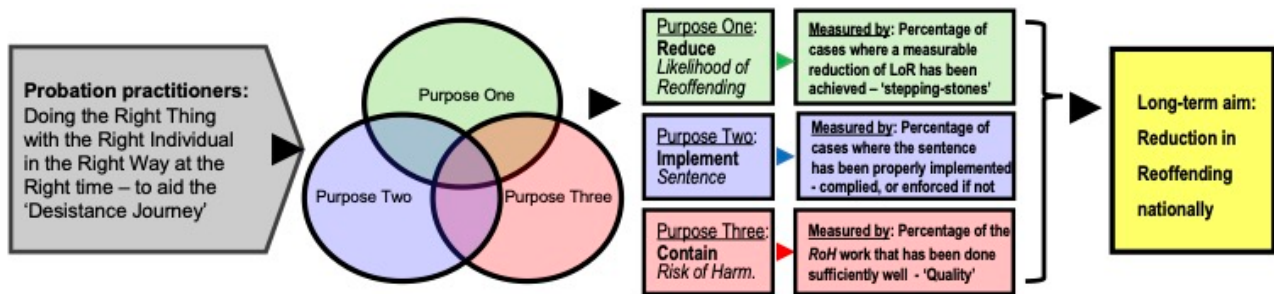 Probation practitioners:
Doing the Right Thing
with the Right Individual
in the Right Way at the
Right time – to aid the
‘Desistance Journey’
Purpose One
Purpose Two
Purpose Three
Purpose One:
Reduce
Likelihood of
Reoffending
Measured by: Percentage of
cases where a measurable
reduction of LoR has been
achieved – ‘stepping-stones’
Purpose Two:
Implement
Sentence
Measured by: Percentage of
cases where the sentence
has been properly implemented
- complied, or enforced if not
Purpose Three:
Contain
Risk of Harm.
Measured by: Percentage of the
RoH work that has been done
sufficiently well - ‘Quality’
Long-term aim:
Reduction in
Reoffending
nationally